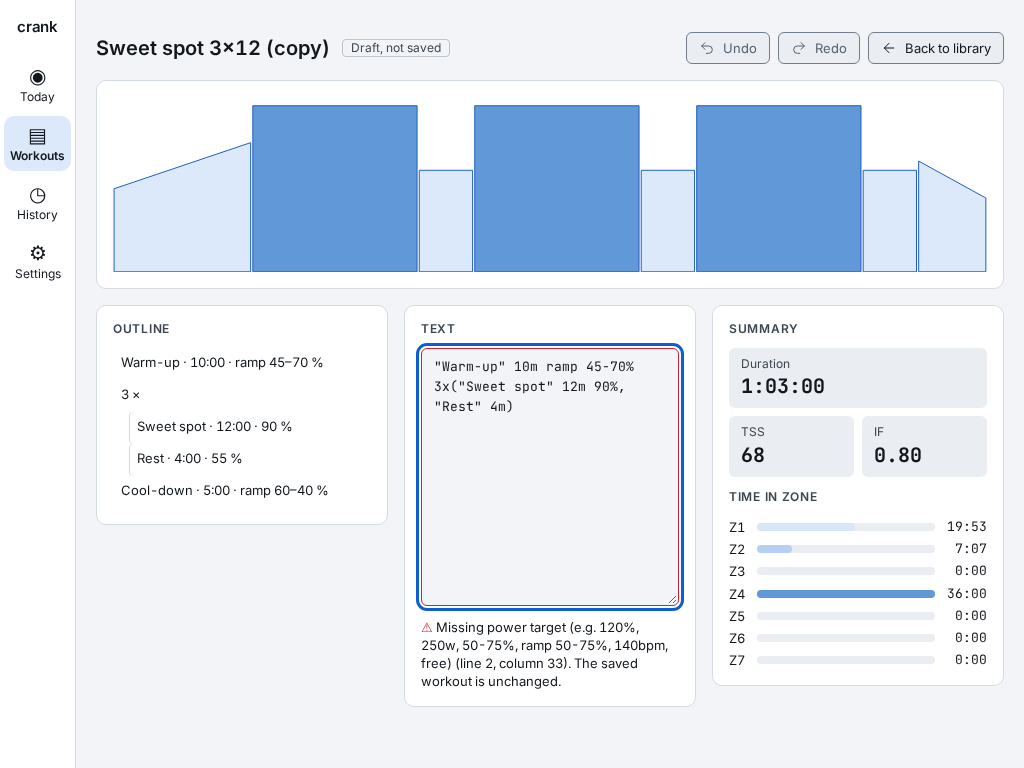 crank
Today
Workouts
History
Settings
Sweet spot 3×12 (copy)
Draft, not saved
Undo
Redo
Back to library
OUTLINE
Warm-up · 10:00 · ramp 45–70 %
3 ×
Sweet spot · 12:00 · 90 %
Rest · 4:00 · 55 %
Cool-down · 5:00 · ramp 60–40 %
TEXT
"Warm-up" 10m ramp 45-70%
3x("Sweet spot" 12m 90%,
"Rest" 4m)
⚠ Missing power target (e.g. 120%,
250w, 50-75%, ramp 50-75%, 140bpm,
free) (line 2, column 33). The saved
workout is unchanged.
SUMMARY
Duration
1:03:00
TSS
68
IF
0.80
TIME IN ZONE
Z1 19:53
Z2 7:07
Z3 0:00
Z4 36:00
Z5 0:00
Z6 0:00
Z7 0:00